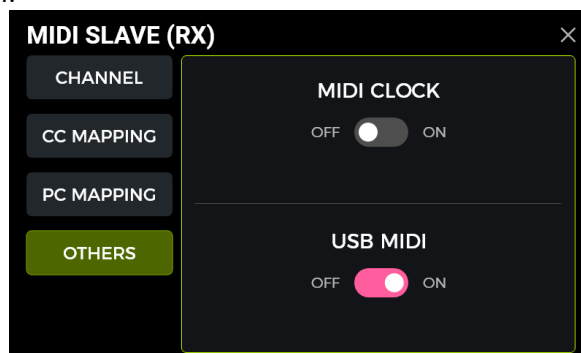 MIDI SLAVE (RX)
CHANNEL
CC MAPPING
PC MAPPING
OTHERS
MIDI CLOCK
OFF ON
USB MIDI
OFF ON